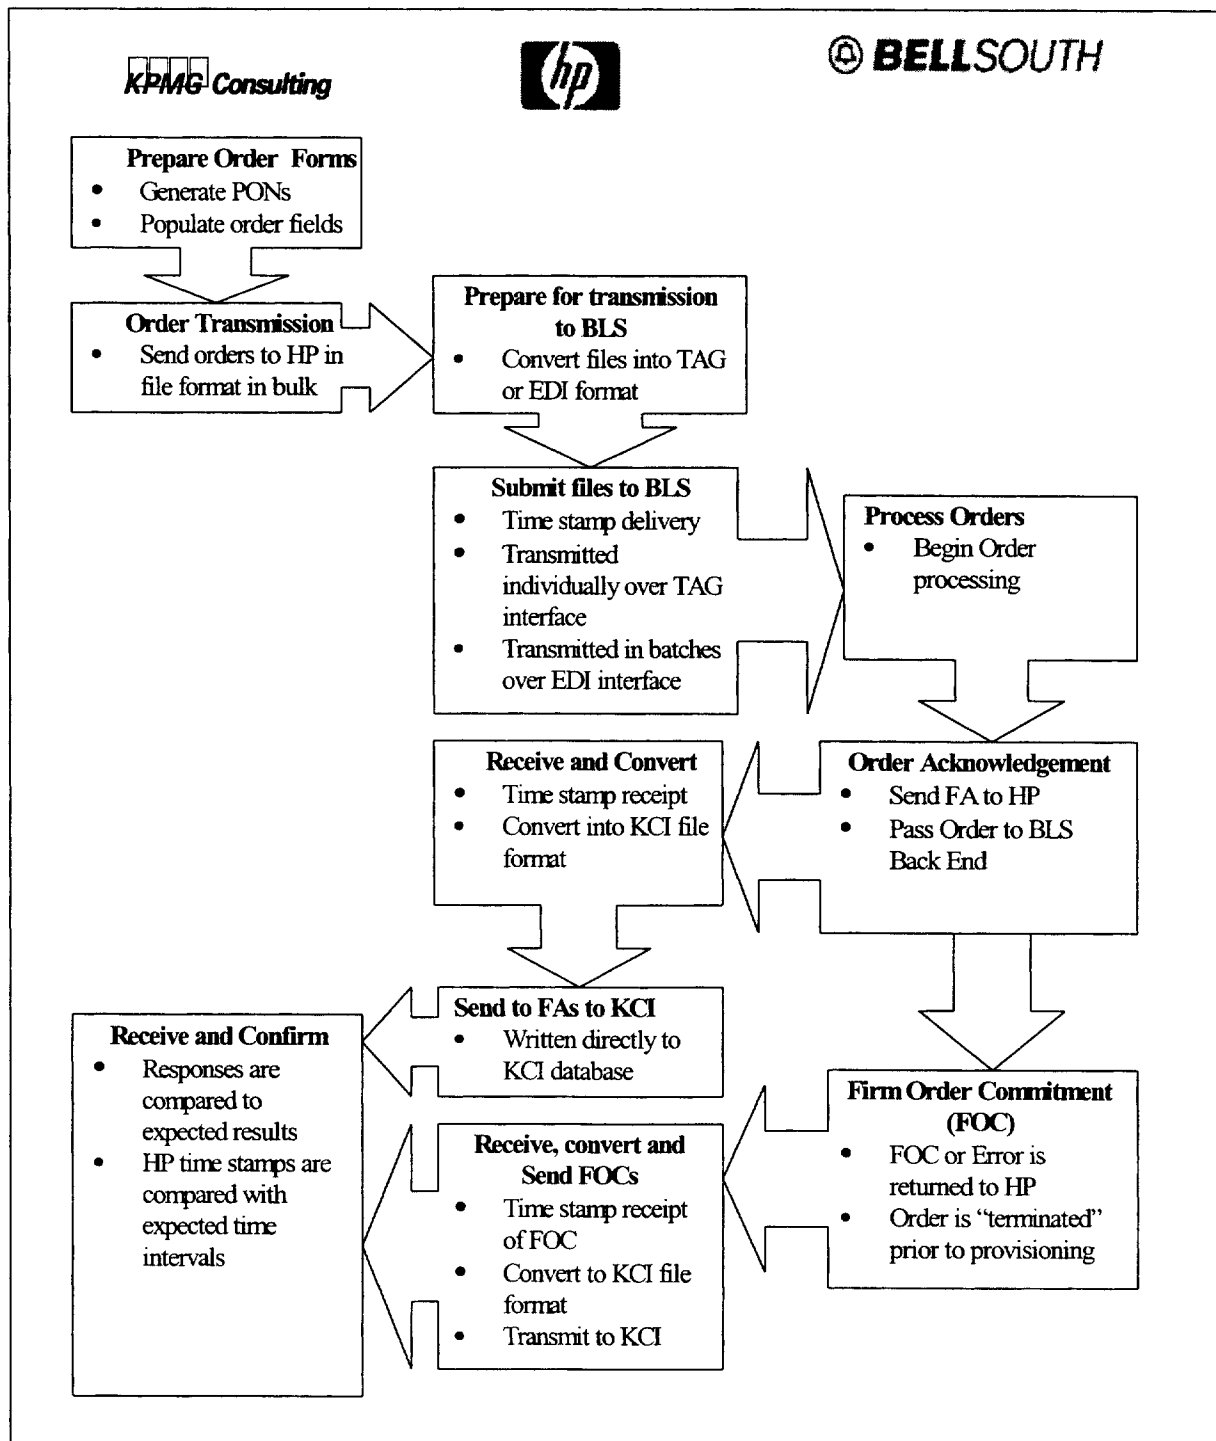 KPMG Consulting
hp
BELLSOUTH
Prepare Order Forms
• Generate PONs
• Populate order fields
Order Transmission
• Send orders to HP in
file format in bulk
Prepare for transmission
to BLS
• Convert files into TAG
or EDI format
Submit files to BLS
• Time stamp delivery
• Transmitted
individually over TAG
interface
• Transmitted in batches
over EDI interface
Process Orders
• Begin Order
processing
Order Acknowledgement
• Send FA to HP
• Pass Order to BLS
Back End
Receive and Convert
• Time stamp receipt
• Convert into KCI file
format
Send to FAs to KCI
• Written directly to
KCI database
Receive and Confirm
• Responses are
compared to
expected results
• HP time stamps are
compared with
expected time
intervals
Firm Order Commitment
(FOC)
• FOC or Error is
returned to HP
• Order is “terminated”
prior to provisioning
Receive, convert and
Send FOCs
• Time stamp receipt
of FOC
• Convert to KCI file
format
• Transmit to KCI